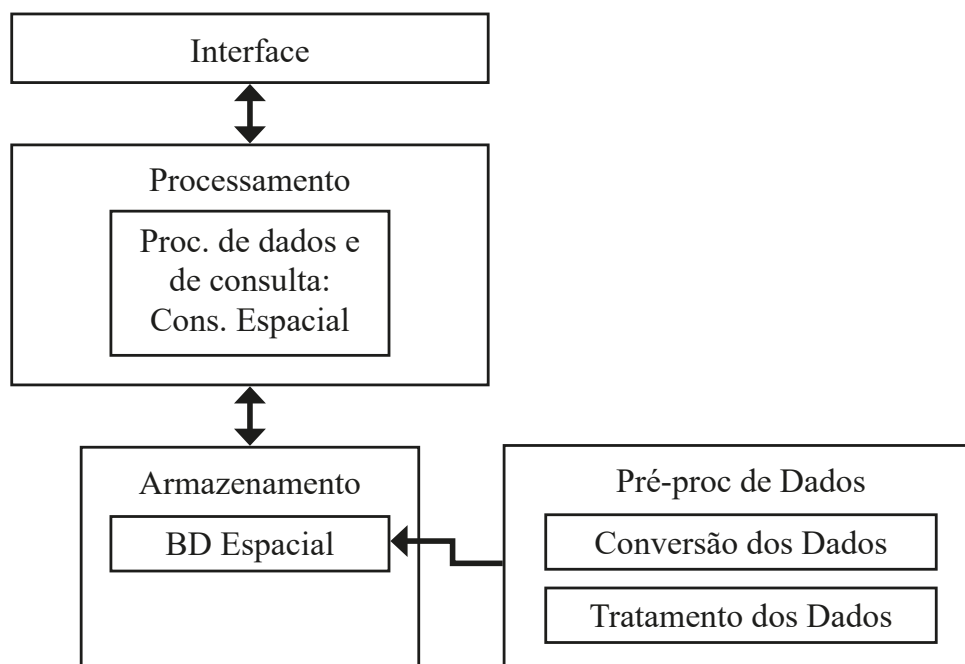 Interface
Processamento
Proc. de dados e
de consulta:
Cons. Espacial
Armazenamento
BD Espacial
Pré-proc de Dados
Conversão dos Dados
Tratamento dos Dados